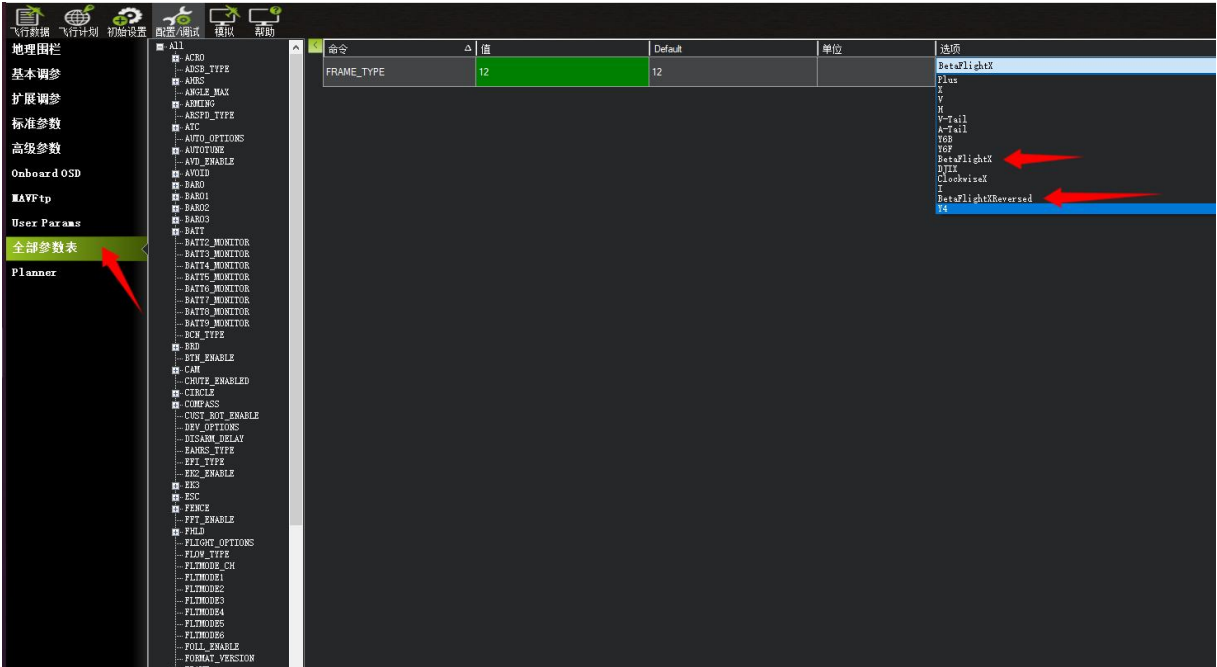 飞行数据 飞行计划 初始设置 配置/调试 模拟 帮助
地理围栏
基本调参
扩展调参
标准参数
高级参数
Onboard OSD
MAVFtp
User Params
全部参数表
Planner
All
ACRO
ADSB_TYPE
AHRS
ANGLE_MAX
ARMING
ARSPD_TYPE
ATC
AUTO_OPTIONS
AUTOTUNE
AVD_ENABLE
AVOID
BARO
BARO1
BARO2
BARO3
BATT
BATT2_MONITOR
BATT3_MONITOR
BATT4_MONITOR
BATT5_MONITOR
BATT6_MONITOR
BATT7_MONITOR
BATT8_MONITOR
BATT9_MONITOR
BCN_TYPE
BRD
BTN_ENABLE
CAM
CHUTE_ENABLED
CIRCLE
COMPASS
CUST_ROT_ENABLE
DEV_OPTIONS
DISARM_DELAY
EAHRS_TYPE
EFI_TYPE
EK2_ENABLE
EK3
ESC
FENCE
FFT_ENABLE
FHLD
FLIGHT_OPTIONS
FLOW_TYPE
FLTMODE_CH
FLTMODE1
FLTMODE2
FLTMODE3
FLTMODE4
FLTMODE5
FLTMODE6
FOLL_ENABLE
FORMAT_VERSION
命令 值 Default 单位 选项
FRAME_TYPE 12 12
BetaFlightX
Plus
X
V
H
V-Tail
A-Tail
Y6B
Y6F
BetaFlightX
DJIX
ClockwiseX
I
BetaFlightXReversed
Y4